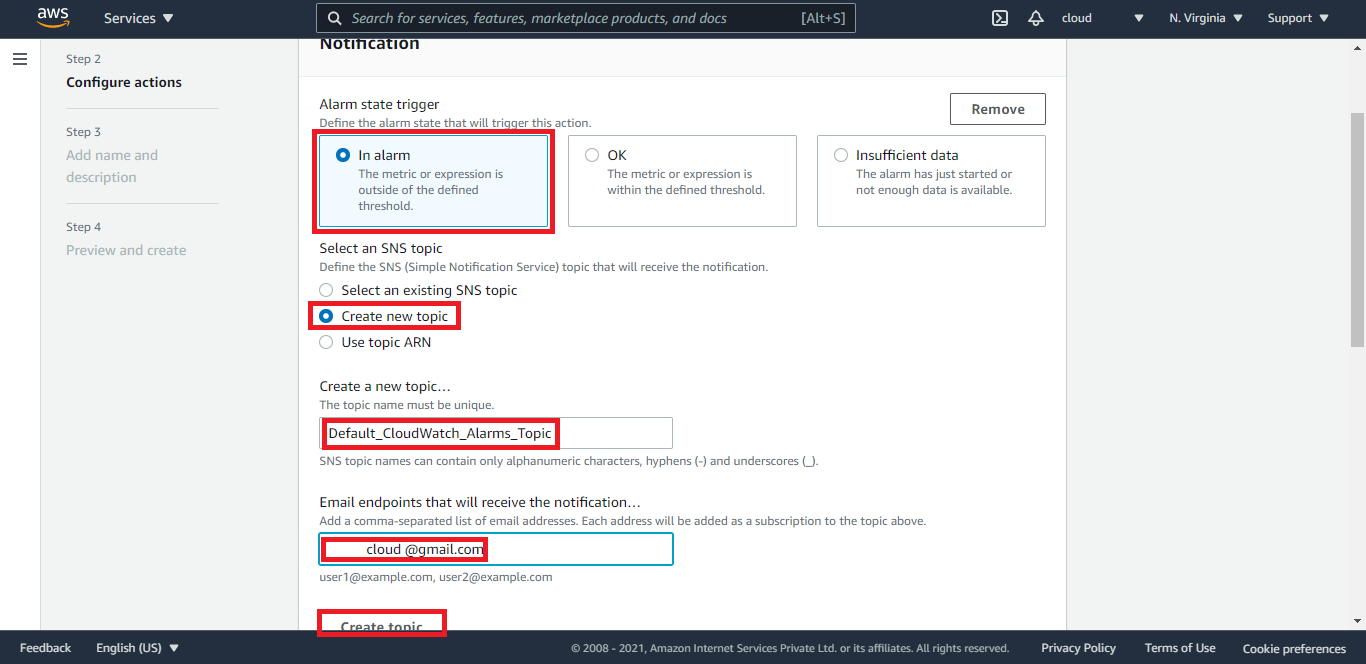 aws Services Search for services, features, marketplace products, and docs [Alt+S] cloud N. Virginia Support
Step 2
Configure actions
Step 3
Add name and
description
Step 4
Preview and create
Notification
Alarm state trigger
Define the alarm state that will trigger this action.
Remove
In alarm
The metric or expression is
outside of the defined
threshold.
OK
The metric or expression is
within the defined threshold.
Insufficient data
The alarm has just started or
not enough data is available.
Select an SNS topic
Define the SNS (Simple Notification Service) topic that will receive the notification.
Select an existing SNS topic
Create new topic
Use topic ARN
Create a new topic…
The topic name must be unique.
Default_CloudWatch_Alarms_Topic
SNS topic names can contain only alphanumeric characters, hyphens (-) and underscores (_).
Email endpoints that will receive the notification…
Add a comma-separated list of email addresses. Each address will be added as a subscription to the topic above.
cloud @gmail.com
user1@example.com, user2@example.com
Create topic
Feedback English (US) © 2008 - 2021, Amazon Internet Services Private Ltd. or its affiliates. All rights reserved. Privacy Policy Terms of Use Cookie preferences